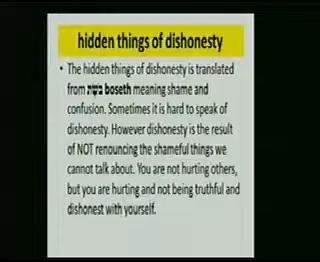 hidden things of dishonesty
• The hidden things of dishonesty is translated
from בשת boseth meaning shame and
confusion. Sometimes it is hard to speak of
dishonesty. However dishonesty is the result
of NOT renouncing the shameful things we
cannot talk about. You are not hurting others,
but you are hurting and not being truthful and
dishonest with yourself.